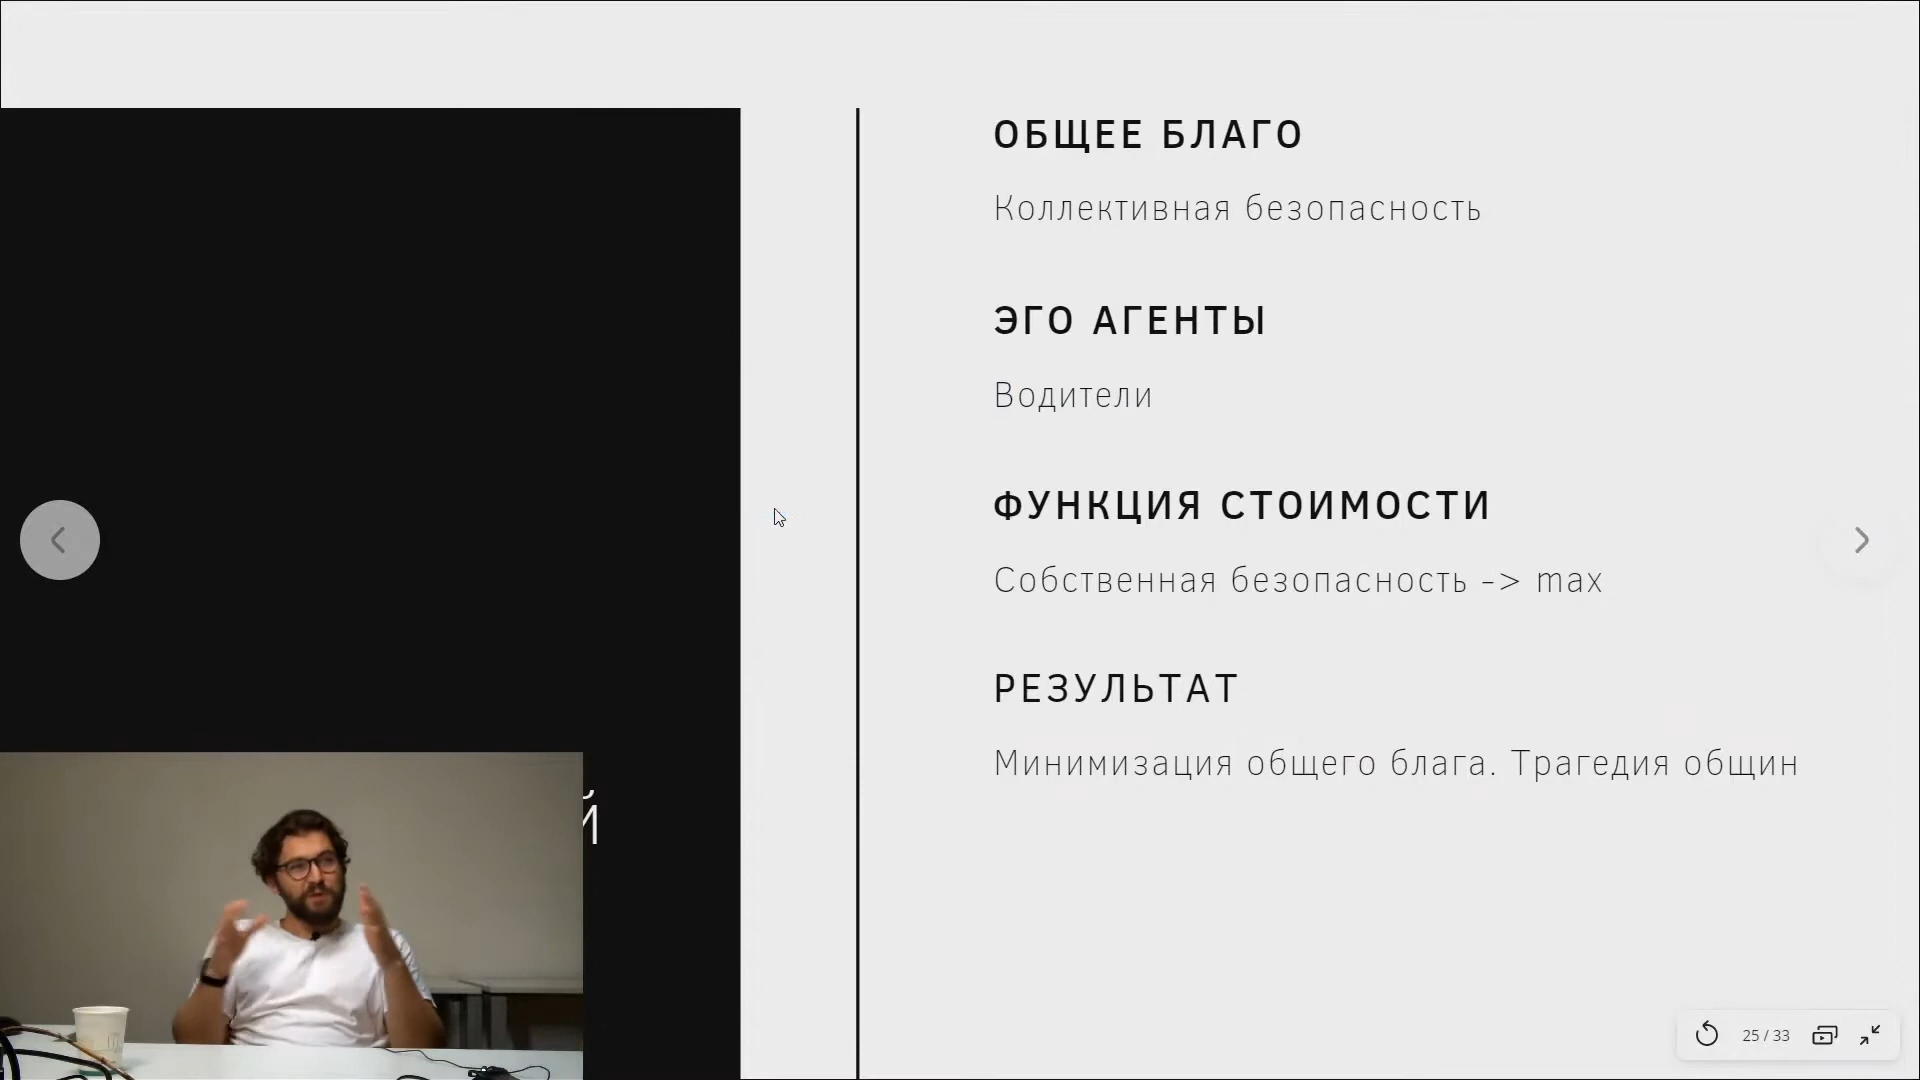 ОБЩЕЕ БЛАГО
Коллективная безопасность
ЭГО АГЕНТЫ
Водители
ФУНКЦИЯ СТОИМОСТИ
Собственная безопасность -> max
РЕЗУЛЬТАТ
Минимизация общего блага. Трагедия общин
25 / 33